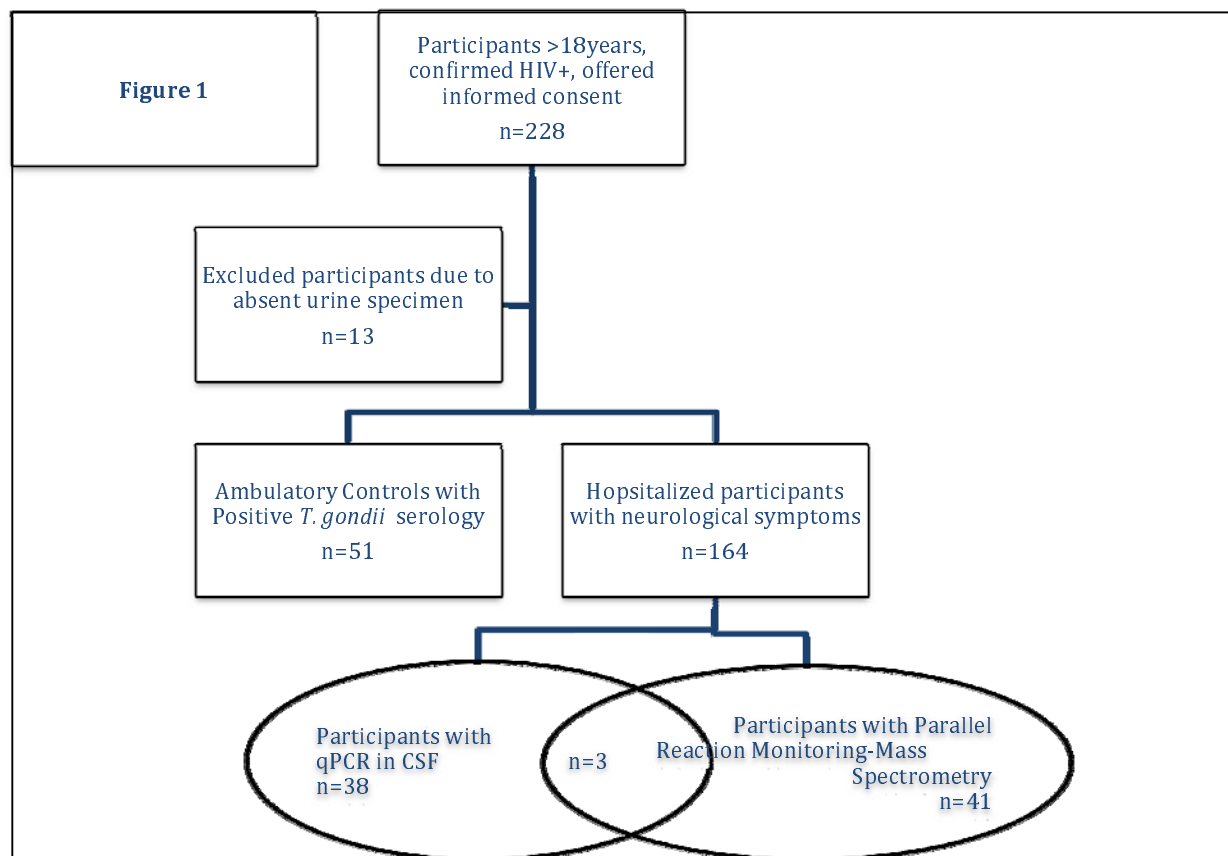 Figure 1
Participants >18years,
confirmed HIV+, offered
informed consent
n=228
Excluded participants due to
absent urine specimen
n=13
Ambulatory Controls with
Positive T. gondii serology
n=51
Hopsitalized participants
with neurological symptoms
n=164
Participants with
qPCR in CSF
n=38
n=3
Participants with Parallel
Reaction Monitoring-Mass
Spectrometry
n=41